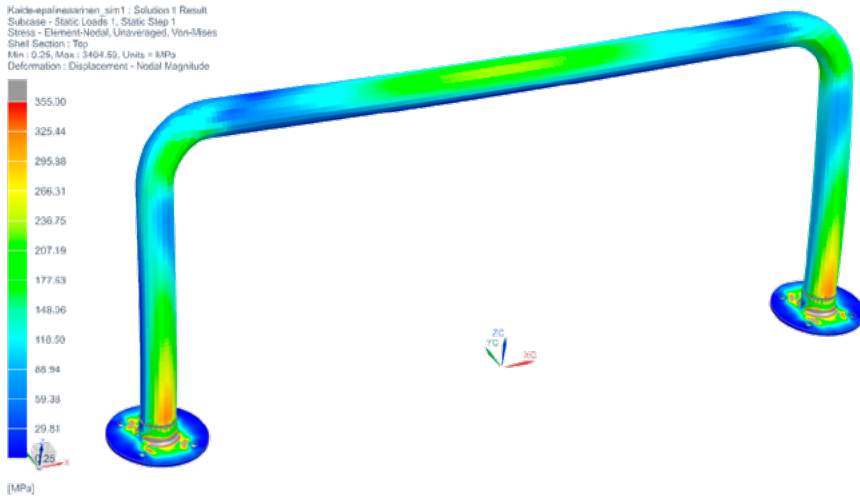 Kaide-epalineaarinen_sim1 : Solution 1 Result
Subcase - Static Loads 1, Static Step 1
Stress - Element-Nodal, Unaveraged, Von-Mises
Shell Section : Top
Min : 0.25, Max : 3404.50, Units = MPa
Deformation : Displacement - Nodal Magnitude
355.00
325.44
295.88
266.31
236.75
207.19
177.63
148.06
118.50
88.94
59.38
29.81
0.25
[MPa]
ZC
YC
XC
Z
X